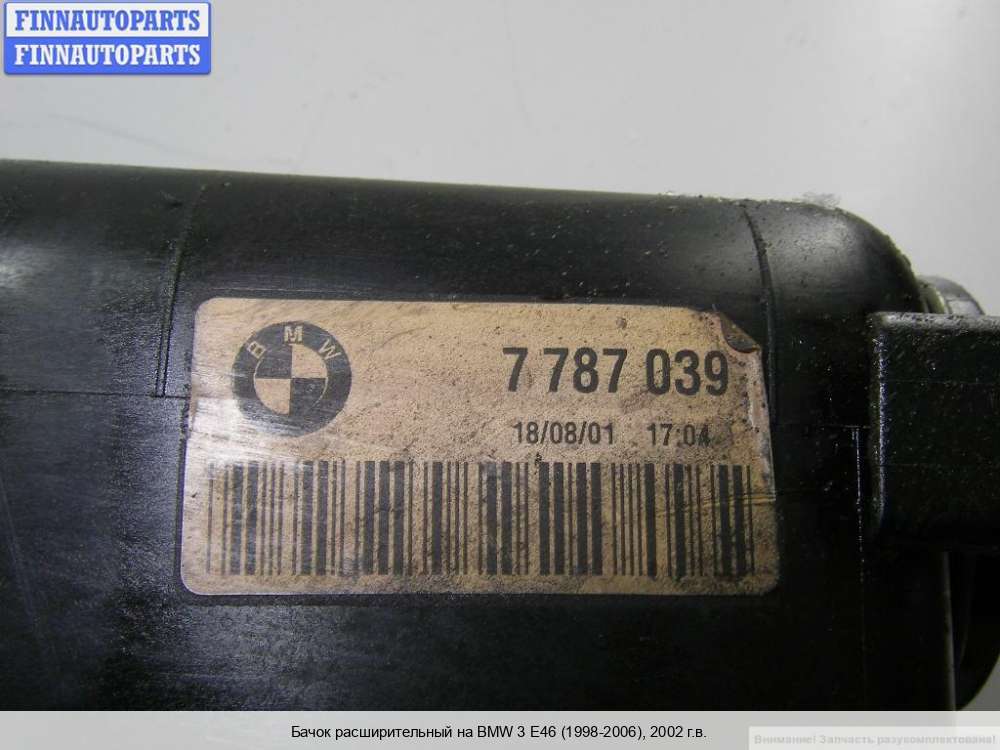 FINNAUTOPARTS
FINNAUTOPARTS
BMW
7 787 039
18/08/01 17:04
Бачок расширительный на BMW 3 E46 (1998-2006), 2002 г.в.
Внимание! Запчасть разукомплектована!